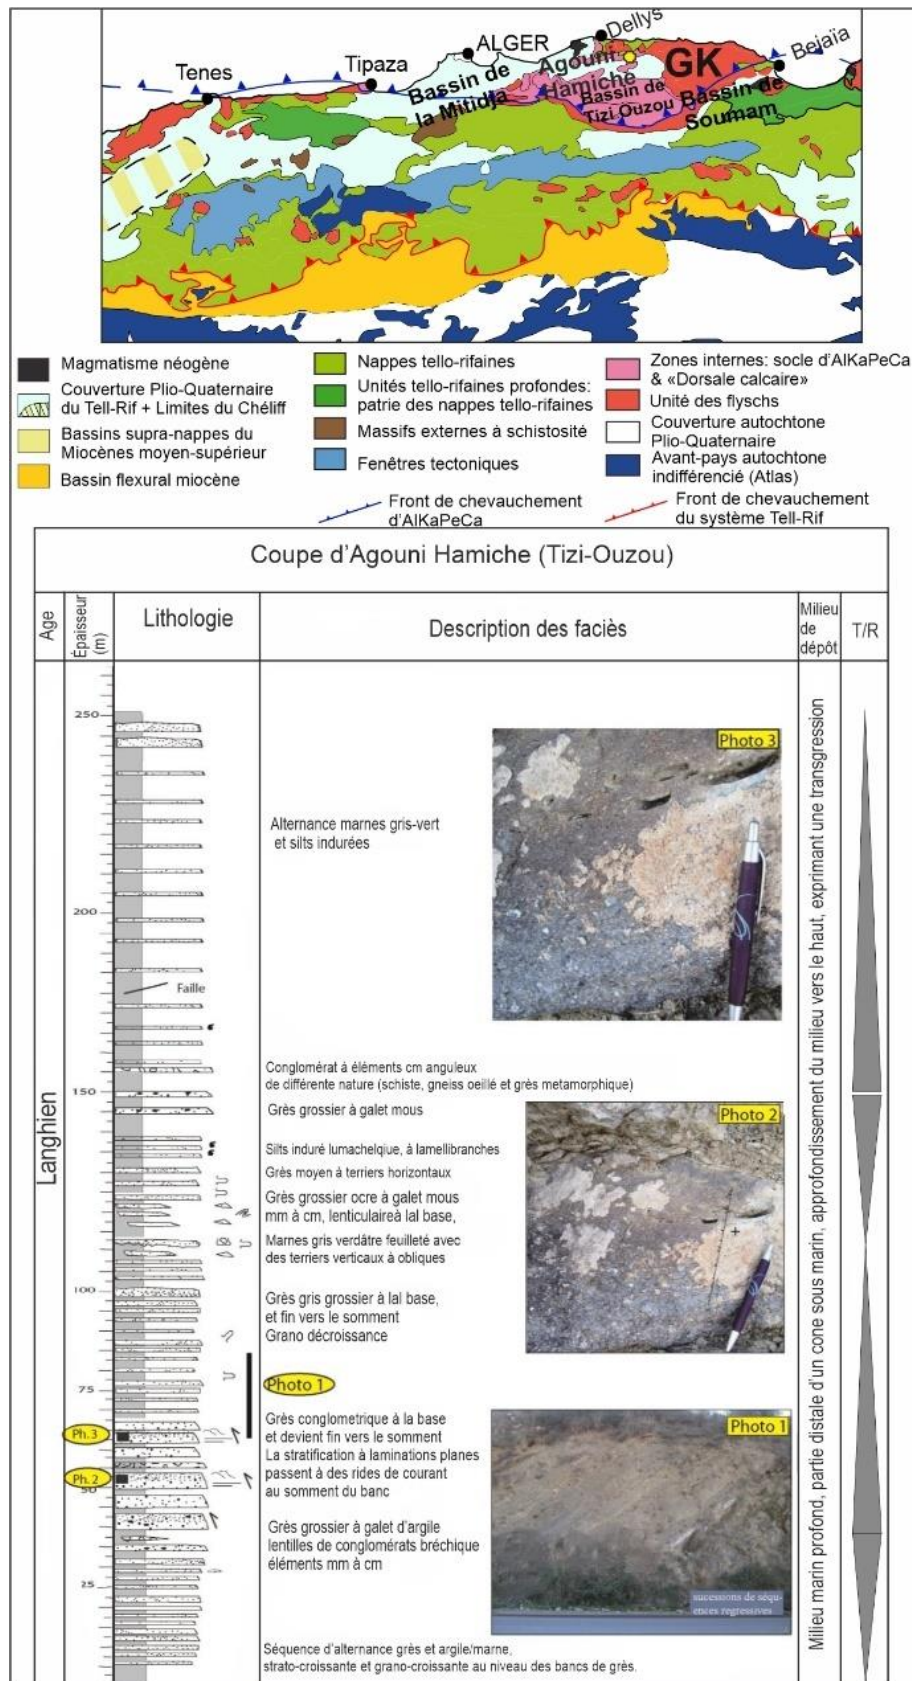 Dellys
ALGER
Tipaza
Tenes
Bejaïa
Agouni
Hamiche
GK
Bassin de
la Mitidja
Bassin de
Tizi Ouzou
Bassin de
Soumam
Magmatisme néogène
Couverture Plio-Quaternaire
du Tell-Rif + Limites du Chéliff
Bassins supra-nappes du
Miocènes moyen-supérieur
Bassin flexural miocène
Nappes tello-rifaines
Unités tello-rifaines profondes:
patrie des nappes tello-rifaines
Massifs externes à schistosité
Fenêtres tectoniques
Zones internes: socle d'AlKaPeCa
& «Dorsale calcaire»
Unité des flyschs
Couverture autochtone
Plio-Quaternaire
Avant-pays autochtone
indifférencié (Atlas)
Front de chevauchement
d'AlKaPeCa
Front de chevauchement
du système Tell-Rif
Coupe d'Agouni Hamiche (Tizi-Ouzou)
Age
Épaisseur
(m)
Lithologie
Description des faciès
Milieu
de
dépôt
T/R
250
Photo 3
Alternance marnes gris-vert
et silts indurées
200
Faille
Conglomérat à éléments cm anguleux
de différente nature (schiste, gneiss oeillé et grès metamorphique)
150
Grès grossier à galet mous
Photo 2
Silts induré lumachelqiue, à lamellibranches
Grès moyen à terriers horizontaux
Grès grossier ocre à galet mous
mm à cm, lenticulaireà lal base,
Marnes gris verdâtre feuilleté avec
des terriers verticaux à obliques
100
Grès gris grossier à lal base,
et fin vers le somment
Grano décroissance
75
Photo 1
Grès conglometrique à la base
et devient fin vers le somment
La stratification à laminations planes
passent à des rides de courant
au somment du banc
Ph.3
Ph.2
50
Photo 1
Grès grossier à galet d'argile
lentilles de conglomérats bréchique
éléments mm à cm
25
sucessions de séqu-
ences regressives
Séquence d'alternance grès et argile/marne,
strato-croissante et grano-croissante au niveau des bancs de grès.
Langhien
Milieu marin profond, partie distale d'un cone sous marin, approfondissement du milieu vers le haut, exprimant une transgression